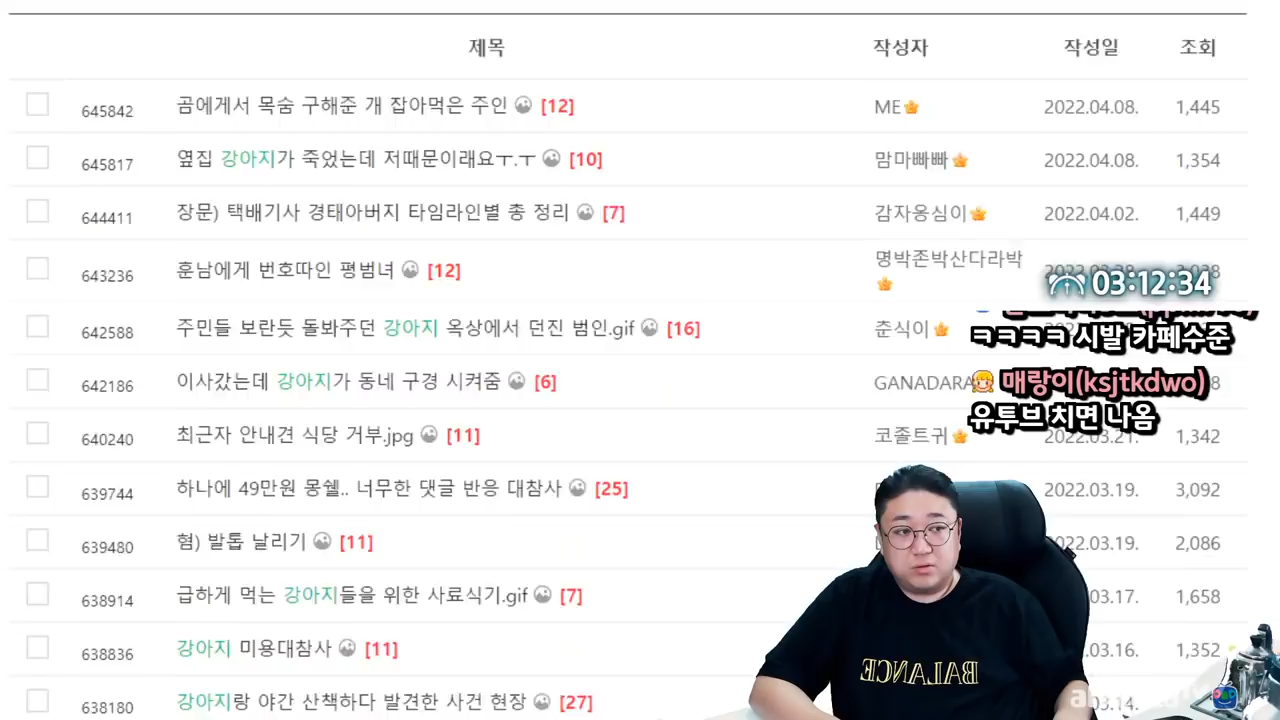 제목 작성자 작성일 조회
645842 곰에게서 목숨 구해준 개 잡아먹은 주인 [12] ME 2022.04.08. 1,445
645817 옆집 강아지가 죽었는데 저때문이래요ㅜ.ㅜ [10] 맘마빠빠 2022.04.08. 1,354
644411 장문) 택배기사 경태아버지 타임라인별 총 정리 [7] 감자옹심이 2022.04.02. 1,449
643236 훈남에게 번호따인 평범녀 [12] 명박존박산다라박
03:12:34
642588 주민들 보란듯 돌봐주던 강아지 옥상에서 던진 범인.gif [16] 춘식이
ㅋㅋㅋㅋ 시발 카페수준
642186 이사갔는데 강아지가 동네 구경 시켜줌 [6] GANADARA
매랑이(ksjtkdwo)
유투브 치면 나옴
640240 최근자 안내견 식당 거부.jpg [11] 코졸트귀 2022.03.21. 1,342
639744 하나에 49만원 몽쉘.. 너무한 댓글 반응 대참사 [25] 2022.03.19. 3,092
639480 혐) 발톱 날리기 [11] 2022.03.19. 2,086
638914 급하게 먹는 강아지들을 위한 사료식기.gif [7] 03.17. 1,658
638836 강아지 미용대참사 [11] 03.16. 1,352
638180 강아지랑 야간 산책하다 발견한 사건 현장 [27] 03.14.
BALANCE